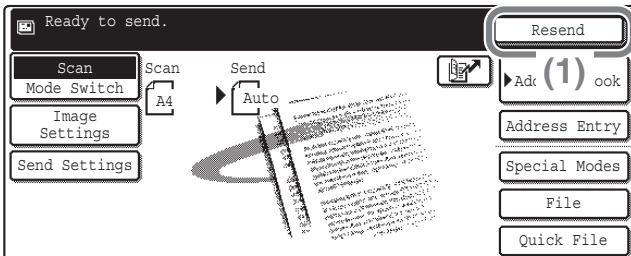 Ready to send.
Resend
Scan
Mode Switch
Scan
Send
A4
Auto
(1)
ook
Image
Settings
Address Entry
Send Settings
Special Modes
File
Quick File